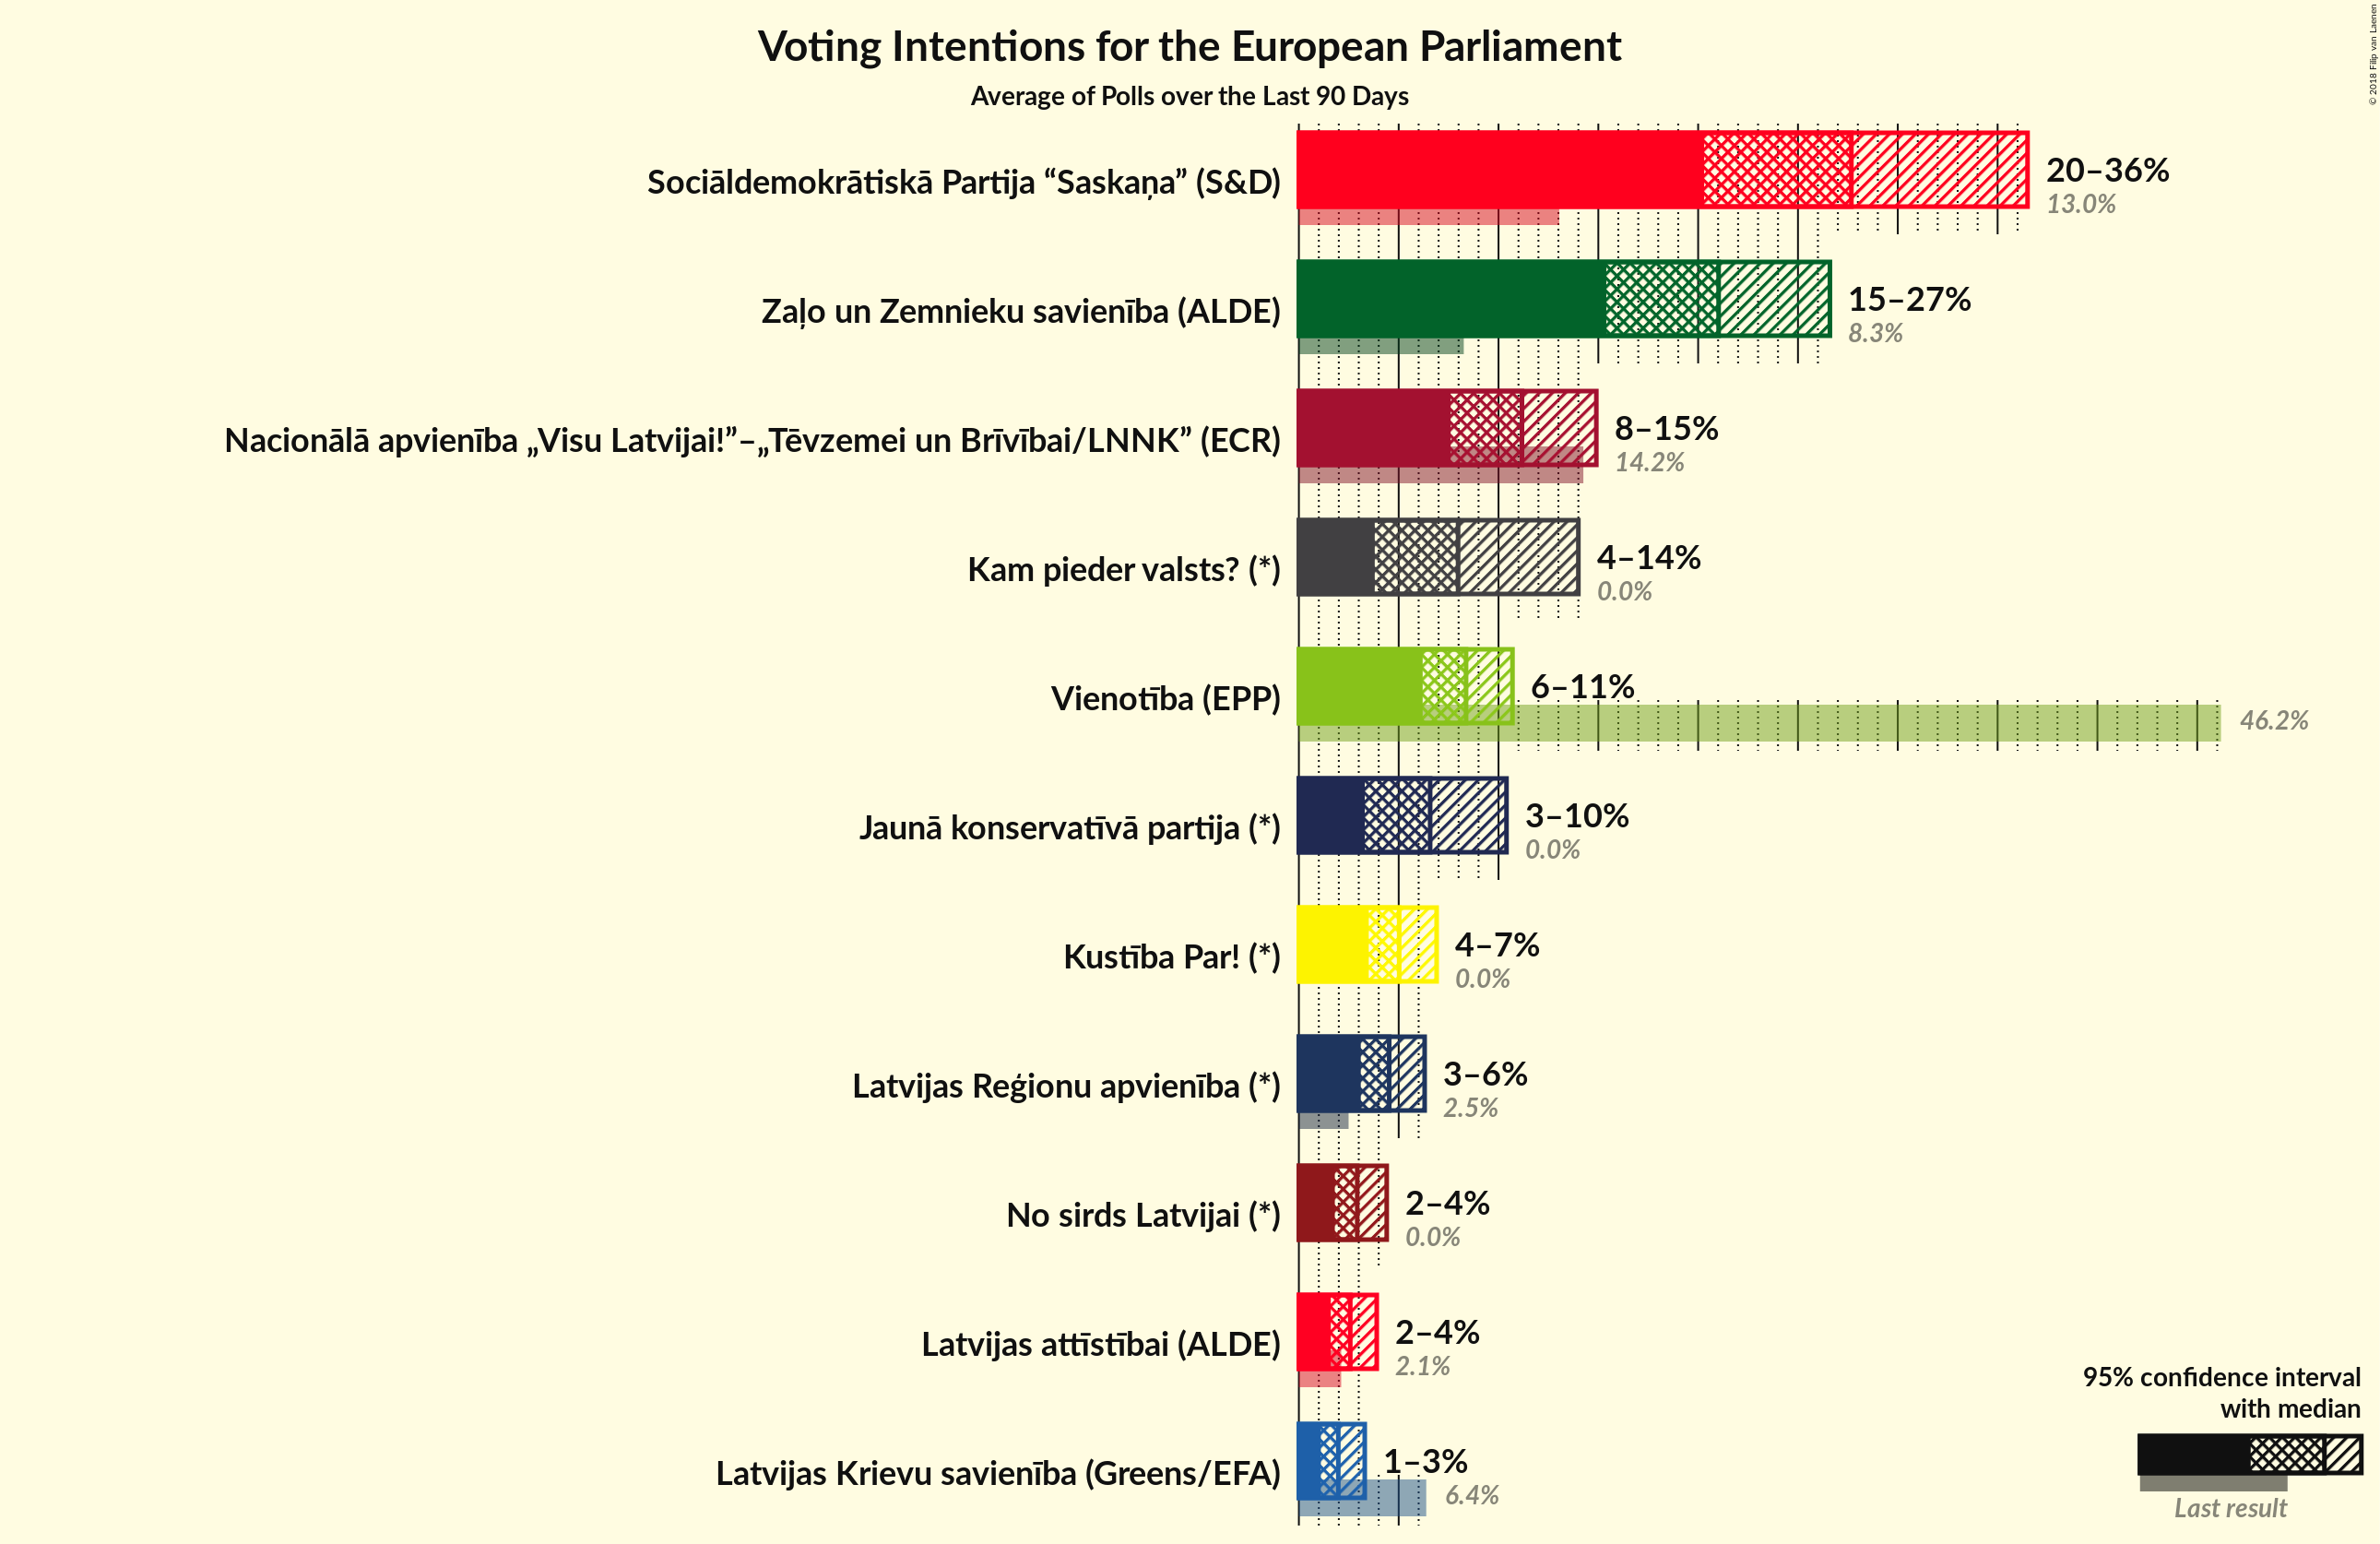 © 2018 Filip van Laenen
Voting Intentions for the European Parliament
Average of Polls over the Last 90 Days
Sociāldemokrātiskā Partija “Saskaņa” (S&D)
20–36%
13.0%
Zaļo un Zemnieku savienība (ALDE)
15–27%
8.3%
Nacionālā apvienība „Visu Latvijai!”–„Tēvzemei un Brīvībai/LNNK” (ECR)
8–15%
14.2%
Kam pieder valsts? (*)
4–14%
0.0%
Vienotība (EPP)
6–11%
46.2%
Jaunā konservatīvā partija (*)
3–10%
0.0%
Kustība Par! (*)
4–7%
0.0%
Latvijas Reģionu apvienība (*)
3–6%
2.5%
No sirds Latvijai (*)
2–4%
0.0%
Latvijas attīstībai (ALDE)
2–4%
2.1%
Latvijas Krievu savienība (Greens/EFA)
1–3%
6.4%
95% confidence interval
with median
Last result